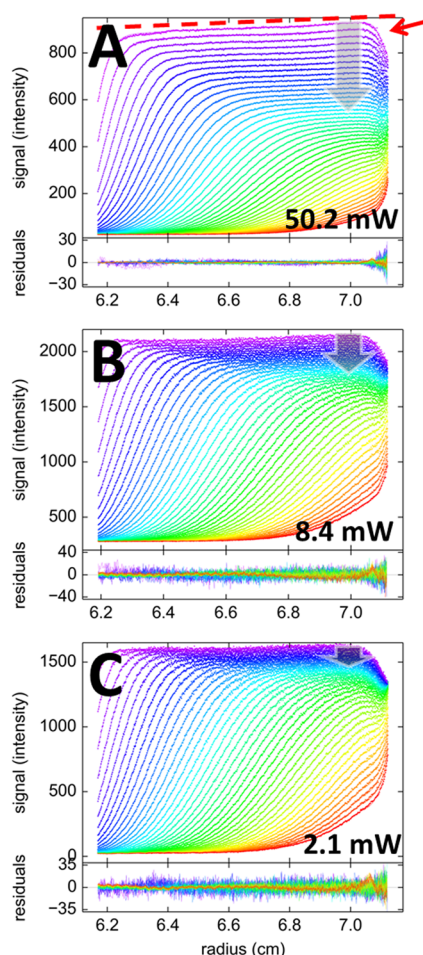 A
signal (intensity)
800
600
400
200
30
50.2 mW
residuals
30
0
−30
6.2 6.4 6.6 6.8 7.0
B
signal (intensity)
2000
1500
1000
500
8.4 mW
residuals
40
0
−40
6.2 6.4 6.6 6.8 7.0
C
signal (intensity)
1500
1000
500
0
2.1 mW
residuals
35
0
−35
6.2 6.4 6.6 6.8 7.0
radius (cm)